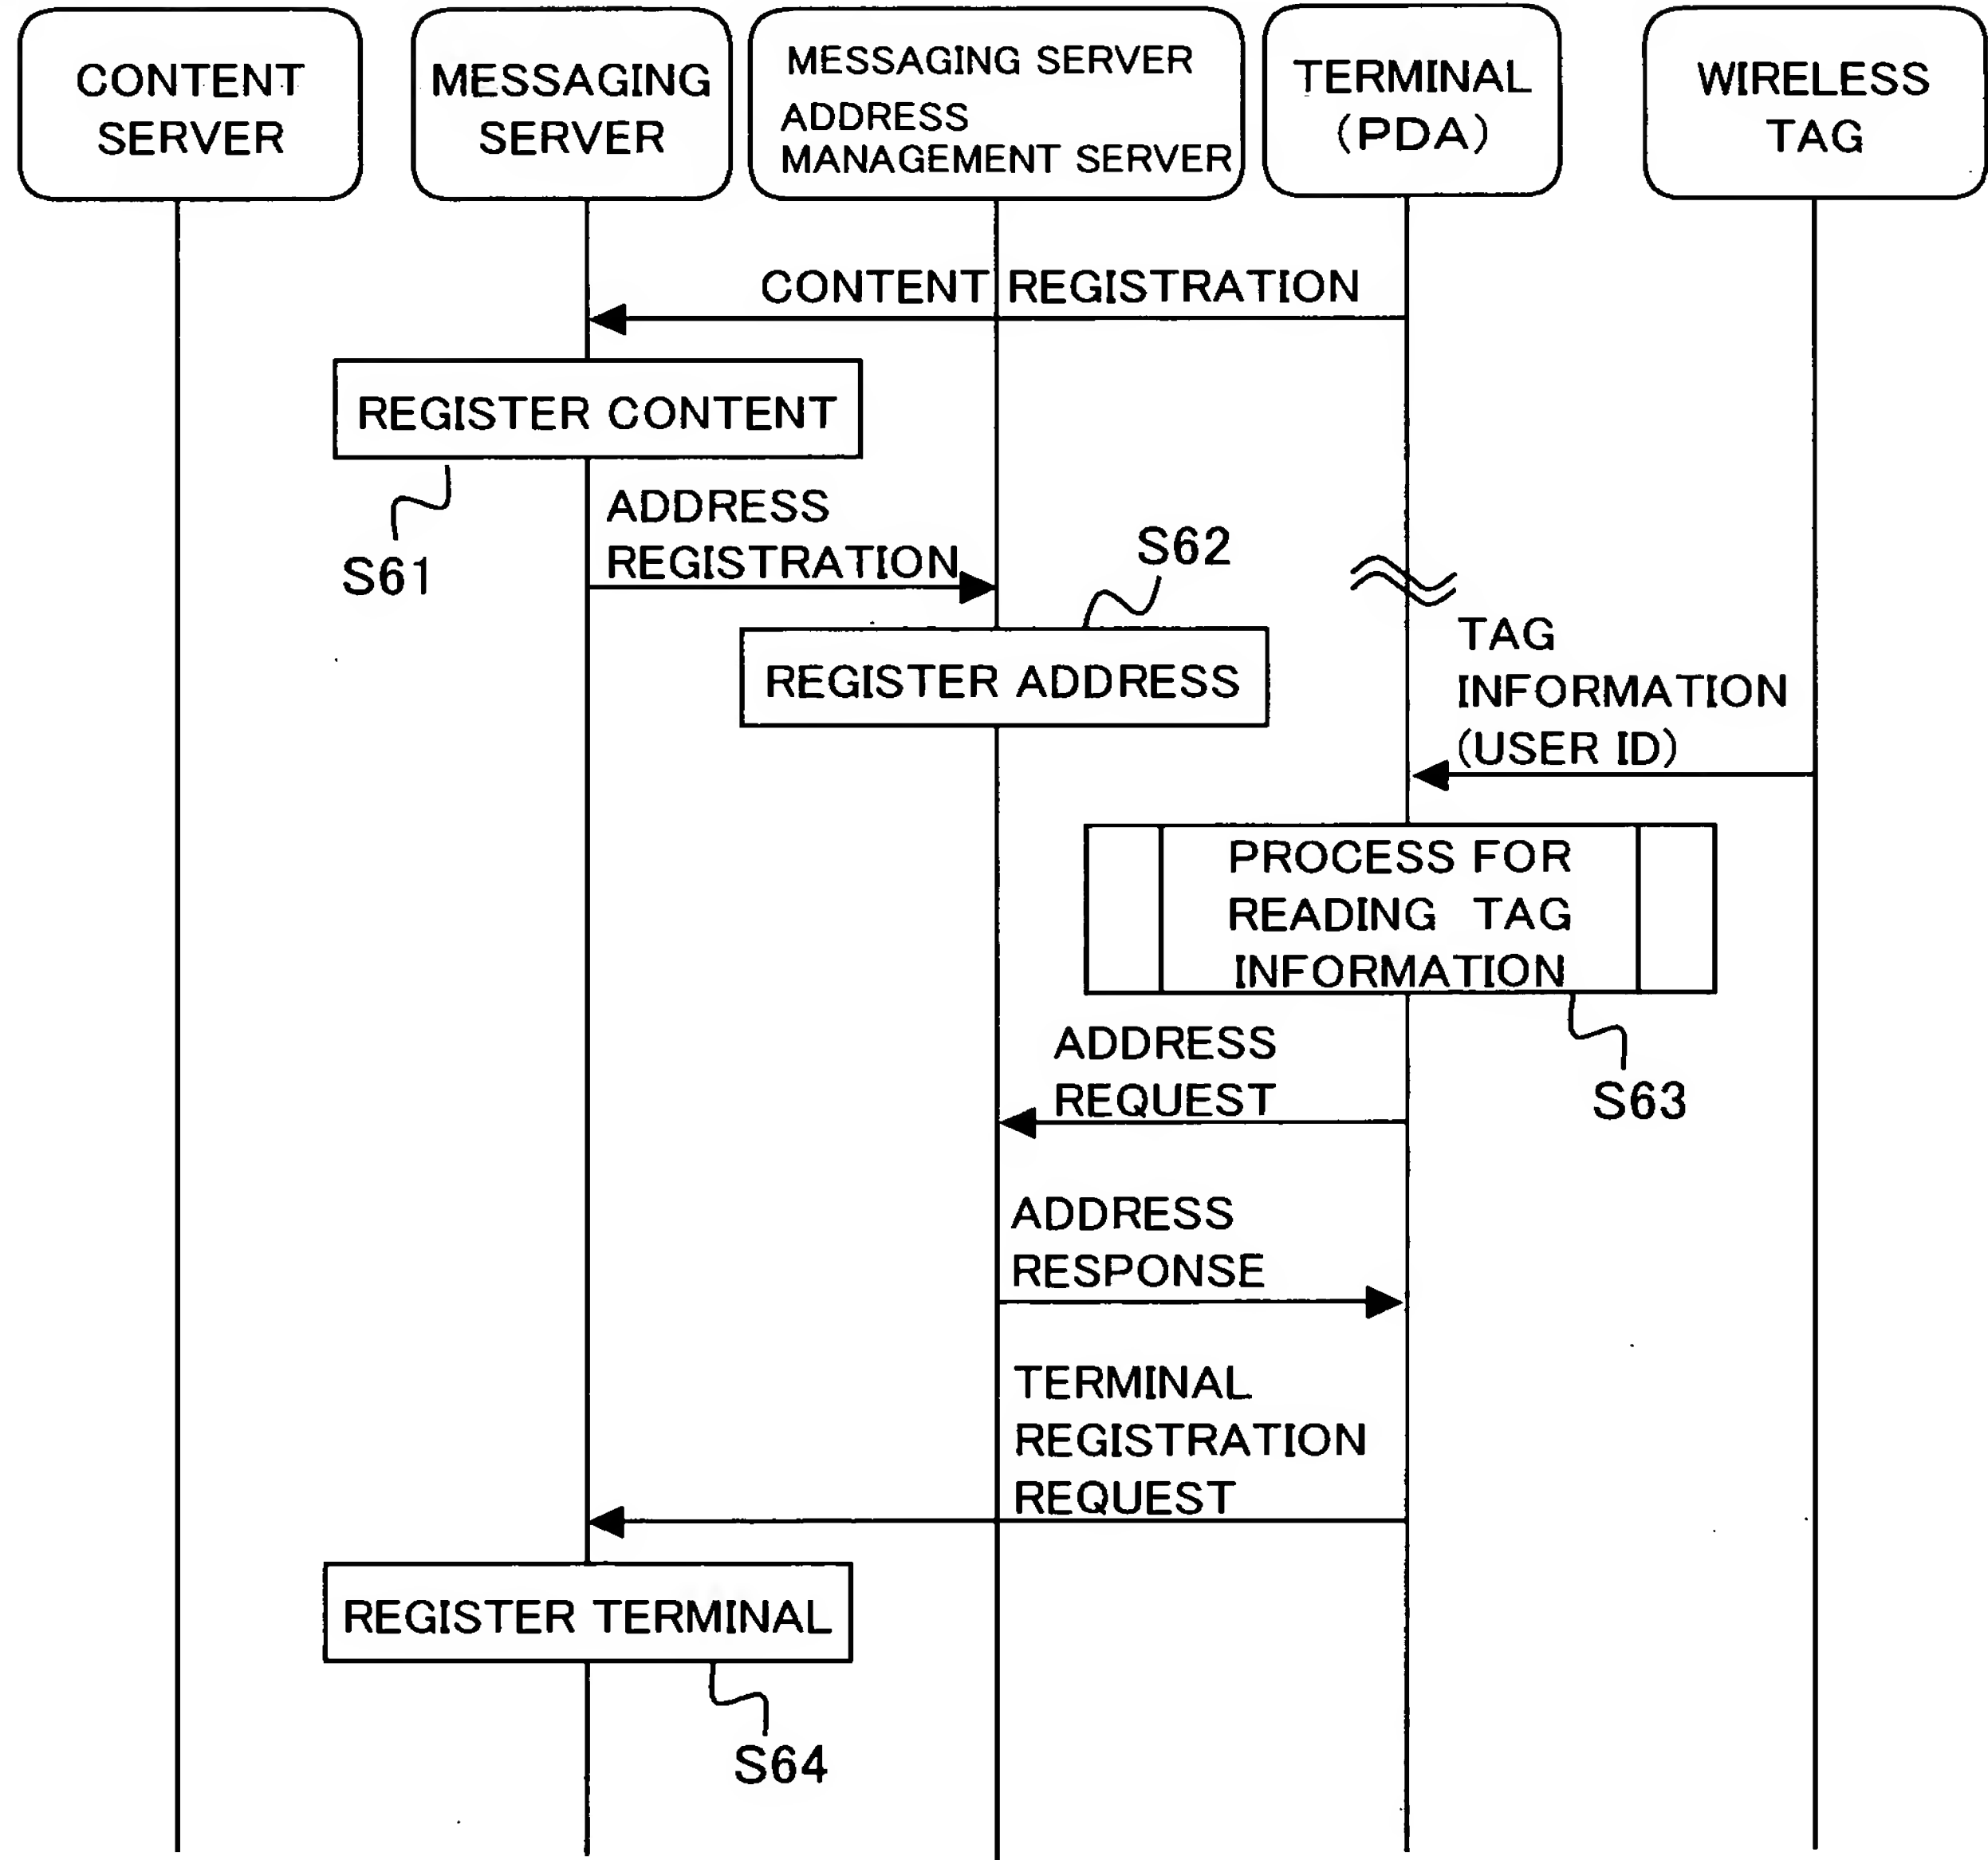 CONTENT
SERVER
MESSAGING
SERVER
MESSAGING SERVER
ADDRESS
MANAGEMENT SERVER
TERMINAL
(PDA)
WIRELESS
TAG
CONTENT REGISTRATION
REGISTER CONTENT
S61
ADDRESS
REGISTRATION
S62
REGISTER ADDRESS
TAG
INFORMATION
(USER ID)
PROCESS FOR
READING TAG
INFORMATION
S63
ADDRESS
REQUEST
ADDRESS
RESPONSE
TERMINAL
REGISTRATION
REQUEST
REGISTER TERMINAL
S64